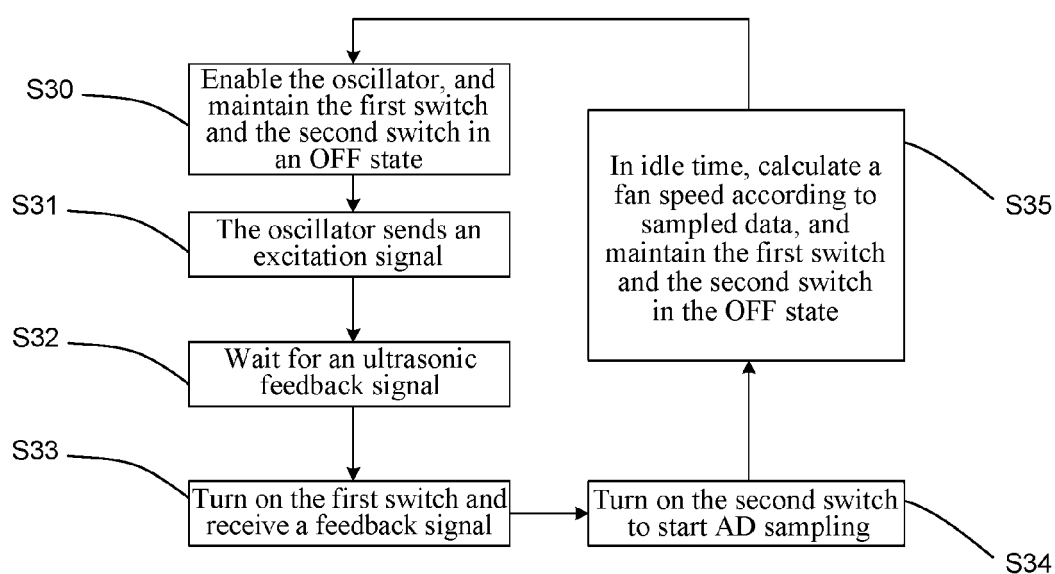 S30
Enable the oscillator, and
maintain the first switch
and the second switch in
an OFF state
S31
The oscillator sends an
excitation signal
S32
Wait for an ultrasonic
feedback signal
S33
Turn on the first switch and
receive a feedback signal
Turn on the second switch
to start AD sampling
S34
In idle time, calculate a
fan speed according to
sampled data, and
maintain the first switch
and the second switch
in the OFF state
S35